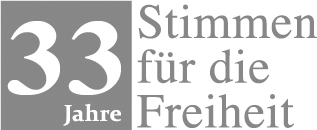 33
Jahre
Stimmen
für die
Freiheit